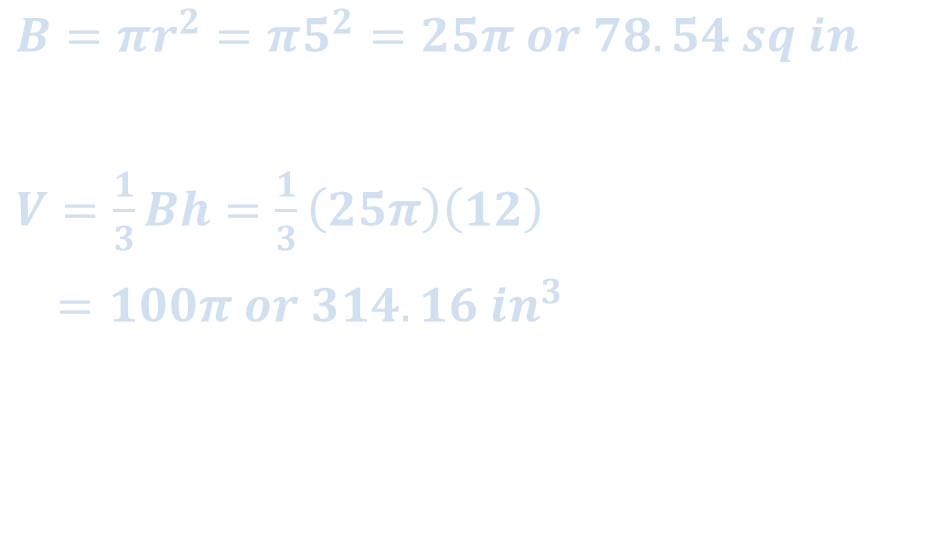 B = πr² = π5² = 25π or 78.54 sq in
V = 1/3 Bh = 1/3 (25π)(12)
= 100π or 314.16 in³